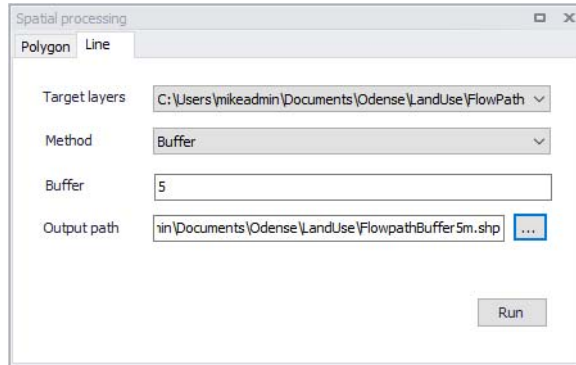 Spatial processing
Polygon Line
Target layers C:\Users\mikeadmin\Documents\Odense\LandUse\FlowPath
Method Buffer
Buffer 5
Output path \Documents\Odense\LandUse\FlowpathBuffer5m.shp ...
Run